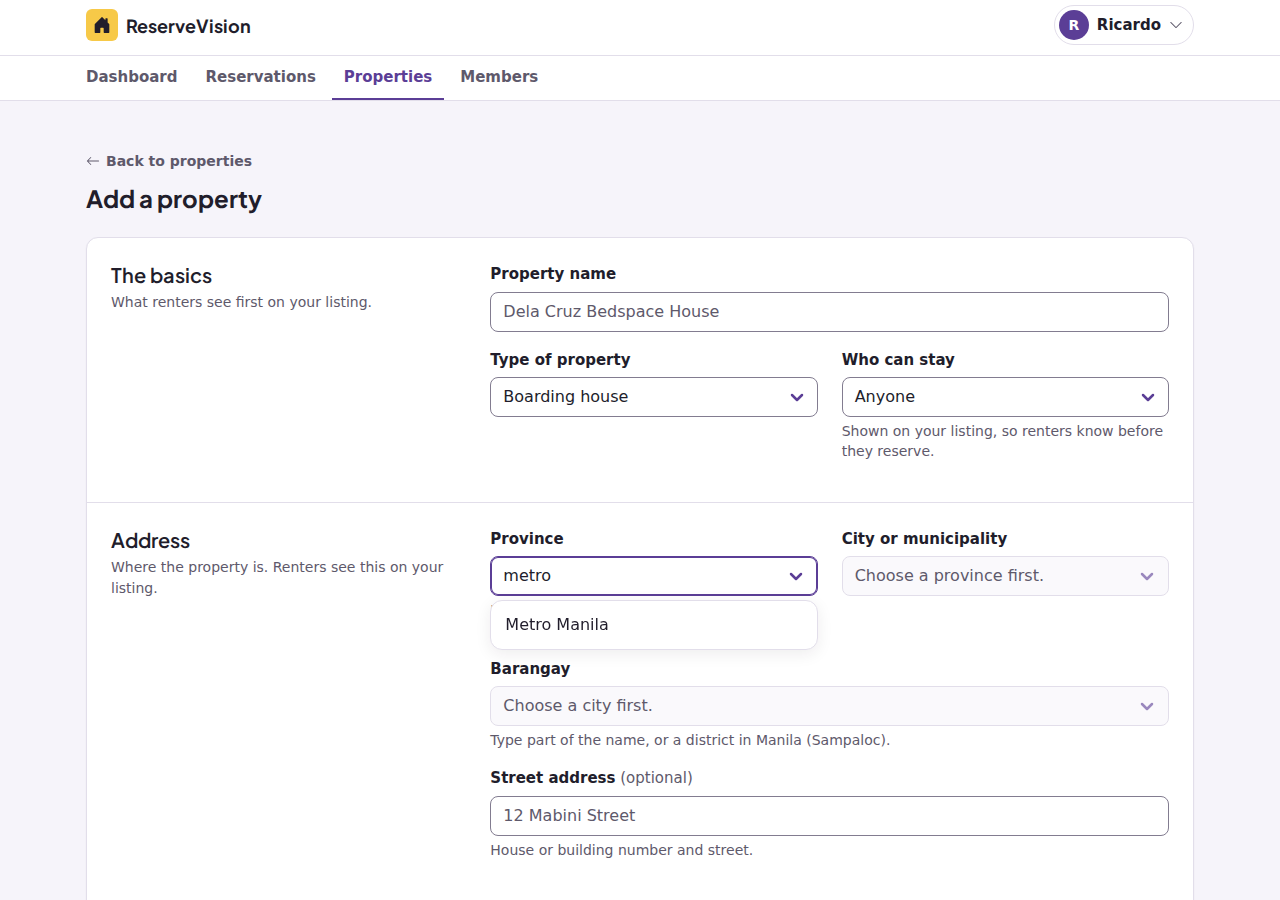 ReserveVision
R Ricardo
Dashboard Reservations Properties Members
← Back to properties
Add a property
The basics
What renters see first on your listing.
Property name
Dela Cruz Bedspace House
Type of property
Boarding house
Who can stay
Anyone
Shown on your listing, so renters know before
they reserve.
Address
Where the property is. Renters see this on your
listing.
Province
metro
Metro Manila
City or municipality
Choose a province first.
Barangay
Choose a city first.
Type part of the name, or a district in Manila (Sampaloc).
Street address (optional)
12 Mabini Street
House or building number and street.